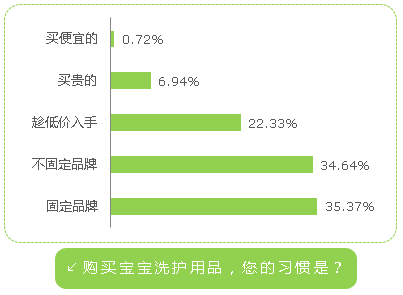 买便宜的 0.72%
买贵的 6.94%
趁低价入手 22.33%
不固定品牌 34.64%
固定品牌 35.37%
↙ 购买宝宝洗护用品，您的习惯是？